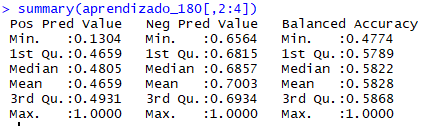 > summary(aprendizado_180[,2:4])
Pos Pred Value   Neg Pred Value   Balanced Accuracy
Min.   :0.1304   Min.   :0.6564   Min.   :0.4774
1st Qu.:0.4659   1st Qu.:0.6815   1st Qu.:0.5789
Median :0.4805   Median :0.6857   Median :0.5822
Mean   :0.4659   Mean   :0.7003   Mean   :0.5828
3rd Qu.:0.4931   3rd Qu.:0.6934   3rd Qu.:0.5868
Max.   :1.0000   Max.   :1.0000   Max.   :1.0000